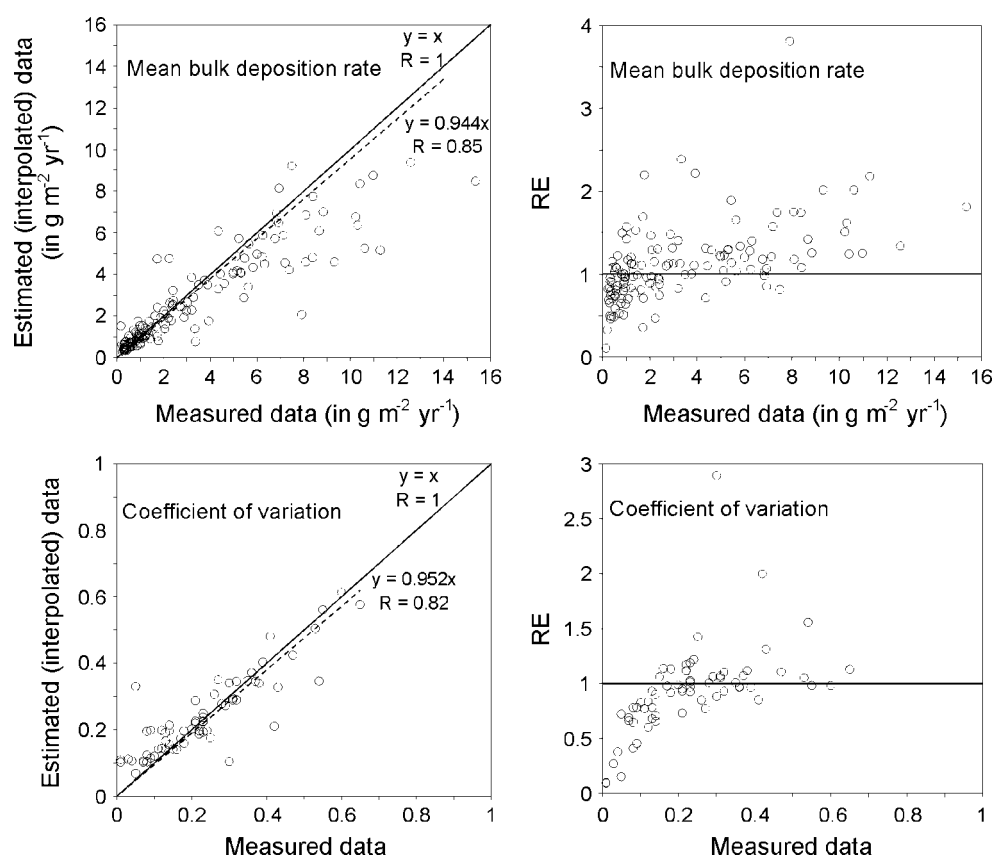 16
14
12
10
8
6
4
2
0
Estimated (interpolated) data
(in g m-2 yr-1)
Mean bulk deposition rate
y = x
R = 1
y = 0.944x
R = 0.85
0 2 4 6 8 10 12 14 16
Measured data (in g m-2 yr-1)
4
3
2
1
0
RE
Mean bulk deposition rate
0 2 4 6 8 10 12 14 16
Measured data (in g m-2 yr-1)
1
0.8
0.6
0.4
0.2
0
Estimated (interpolated) data
Coefficient of variation
y = x
R = 1
y = 0.952x
R = 0.82
0 0.2 0.4 0.6 0.8 1
Measured data
3
2.5
2
1.5
1
0.5
0
RE
Coefficient of variation
0 0.2 0.4 0.6 0.8 1
Measured data